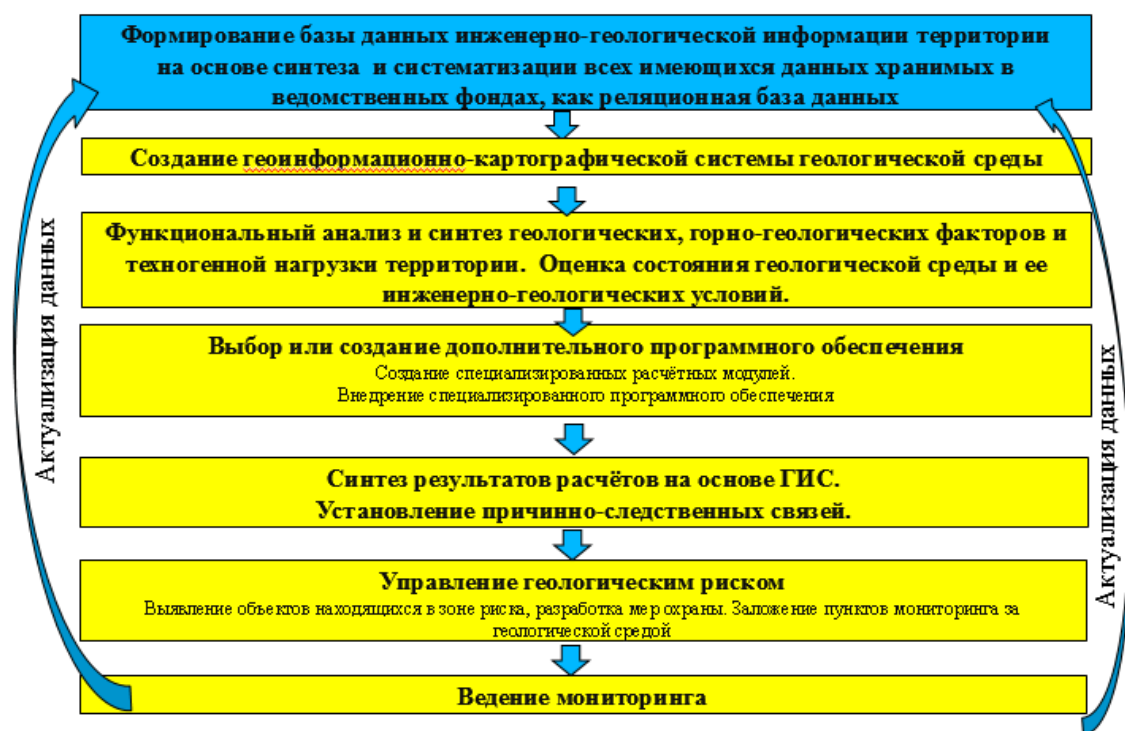 Формирование базы данных инженерно-геологической информации территории
на основе синтеза и систематизации всех имеющихся данных хранимых в
ведомственных фондах, как реляционная база данных
Создание геоинформационно-картографической системы геологической среды
Функциональный анализ и синтез геологических, горно-геологических факторов и
техногенной нагрузки территории. Оценка состояния геологической среды и ее
инженерно-геологических условий.
Выбор или создание дополнительного программного обеспечения
Создание специализированных расчётных модулей.
Внедрение специализированного программного обеспечения
Синтез результатов расчётов на основе ГИС.
Установление причинно-следственных связей.
Управление геологическим риском
Выявление объектов находящихся в зоне риска, разработка мер охраны. Заложение пунктов мониторинга за
геологической средой
Ведение мониторинга
Актуализация данных
Актуализация данных